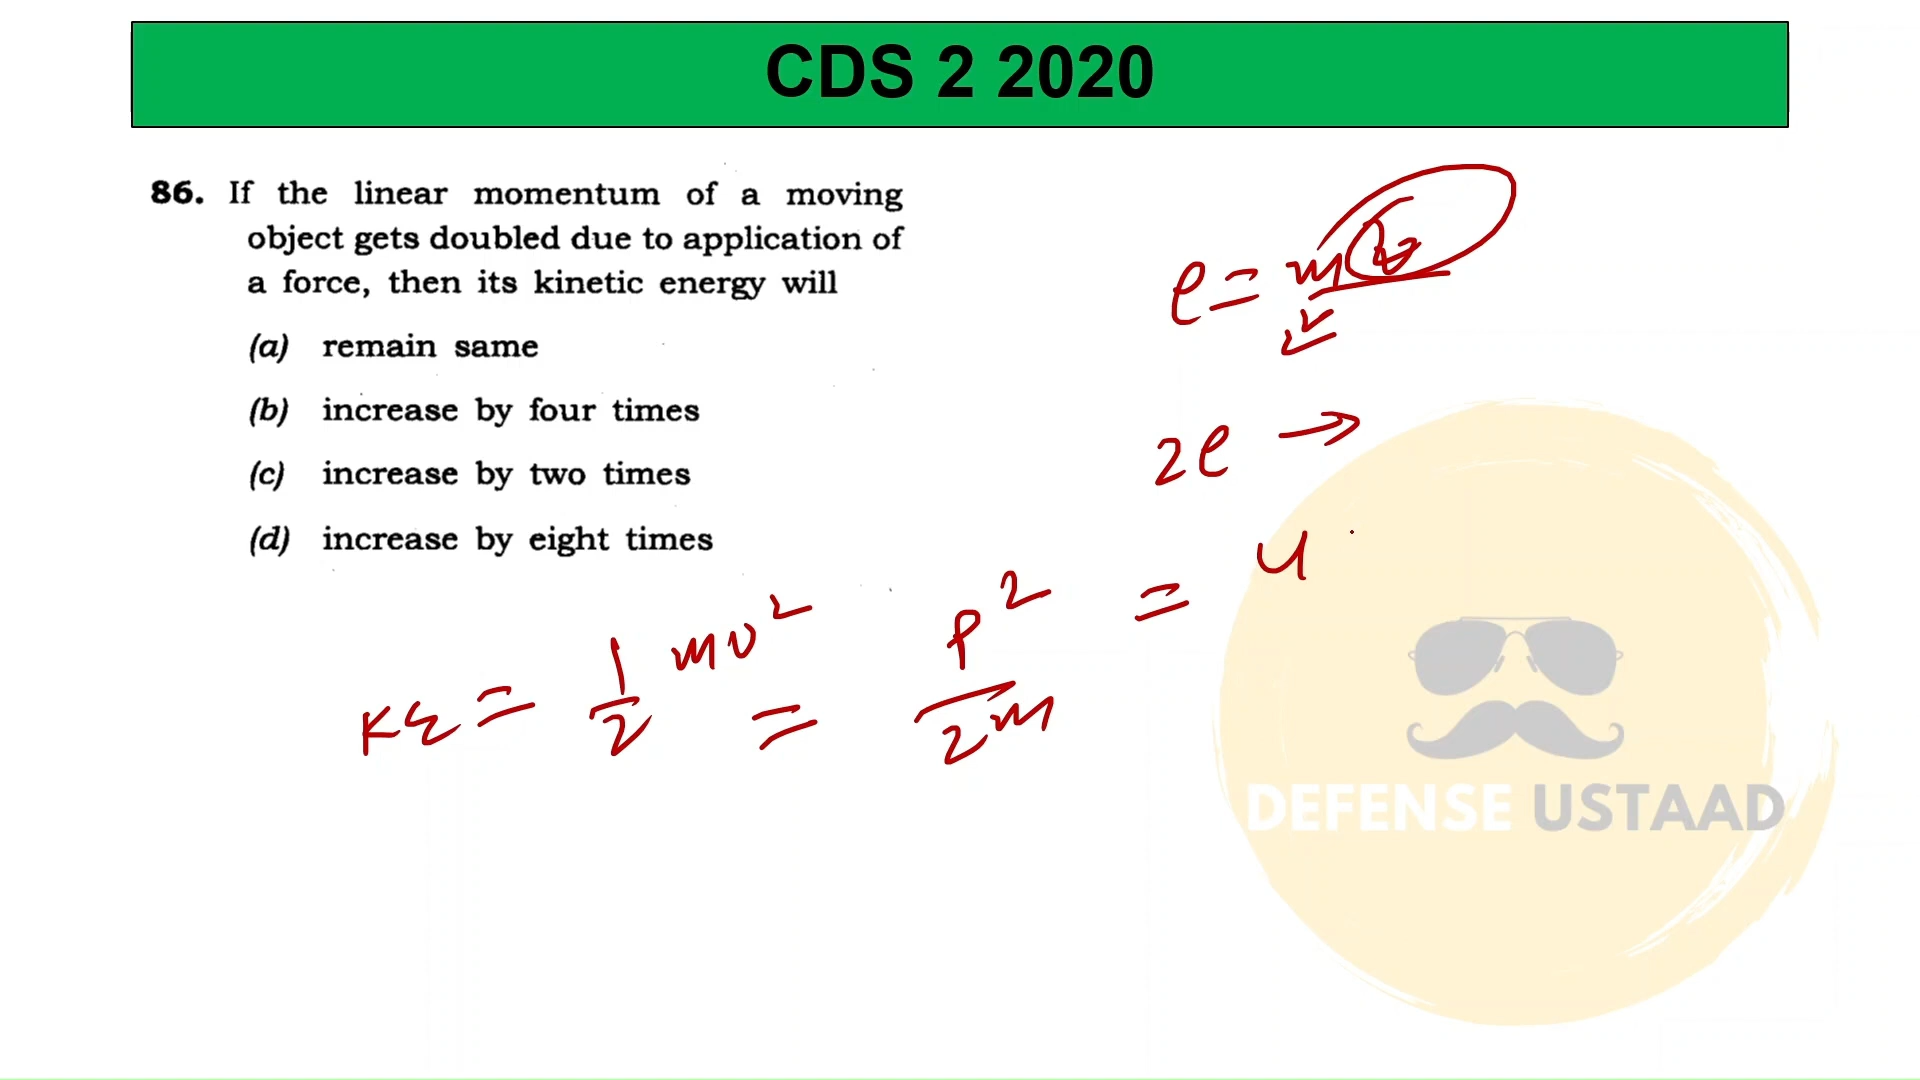 CDS 2 2020
86. If the linear momentum of a moving
object gets doubled due to application of
a force, then its kinetic energy will
(a) remain same
(b) increase by four times
(c) increase by two times
(d) increase by eight times
P = m
2P →
KE = 1/2 mv² = P²/2m = 4
DEFENSE USTAAD